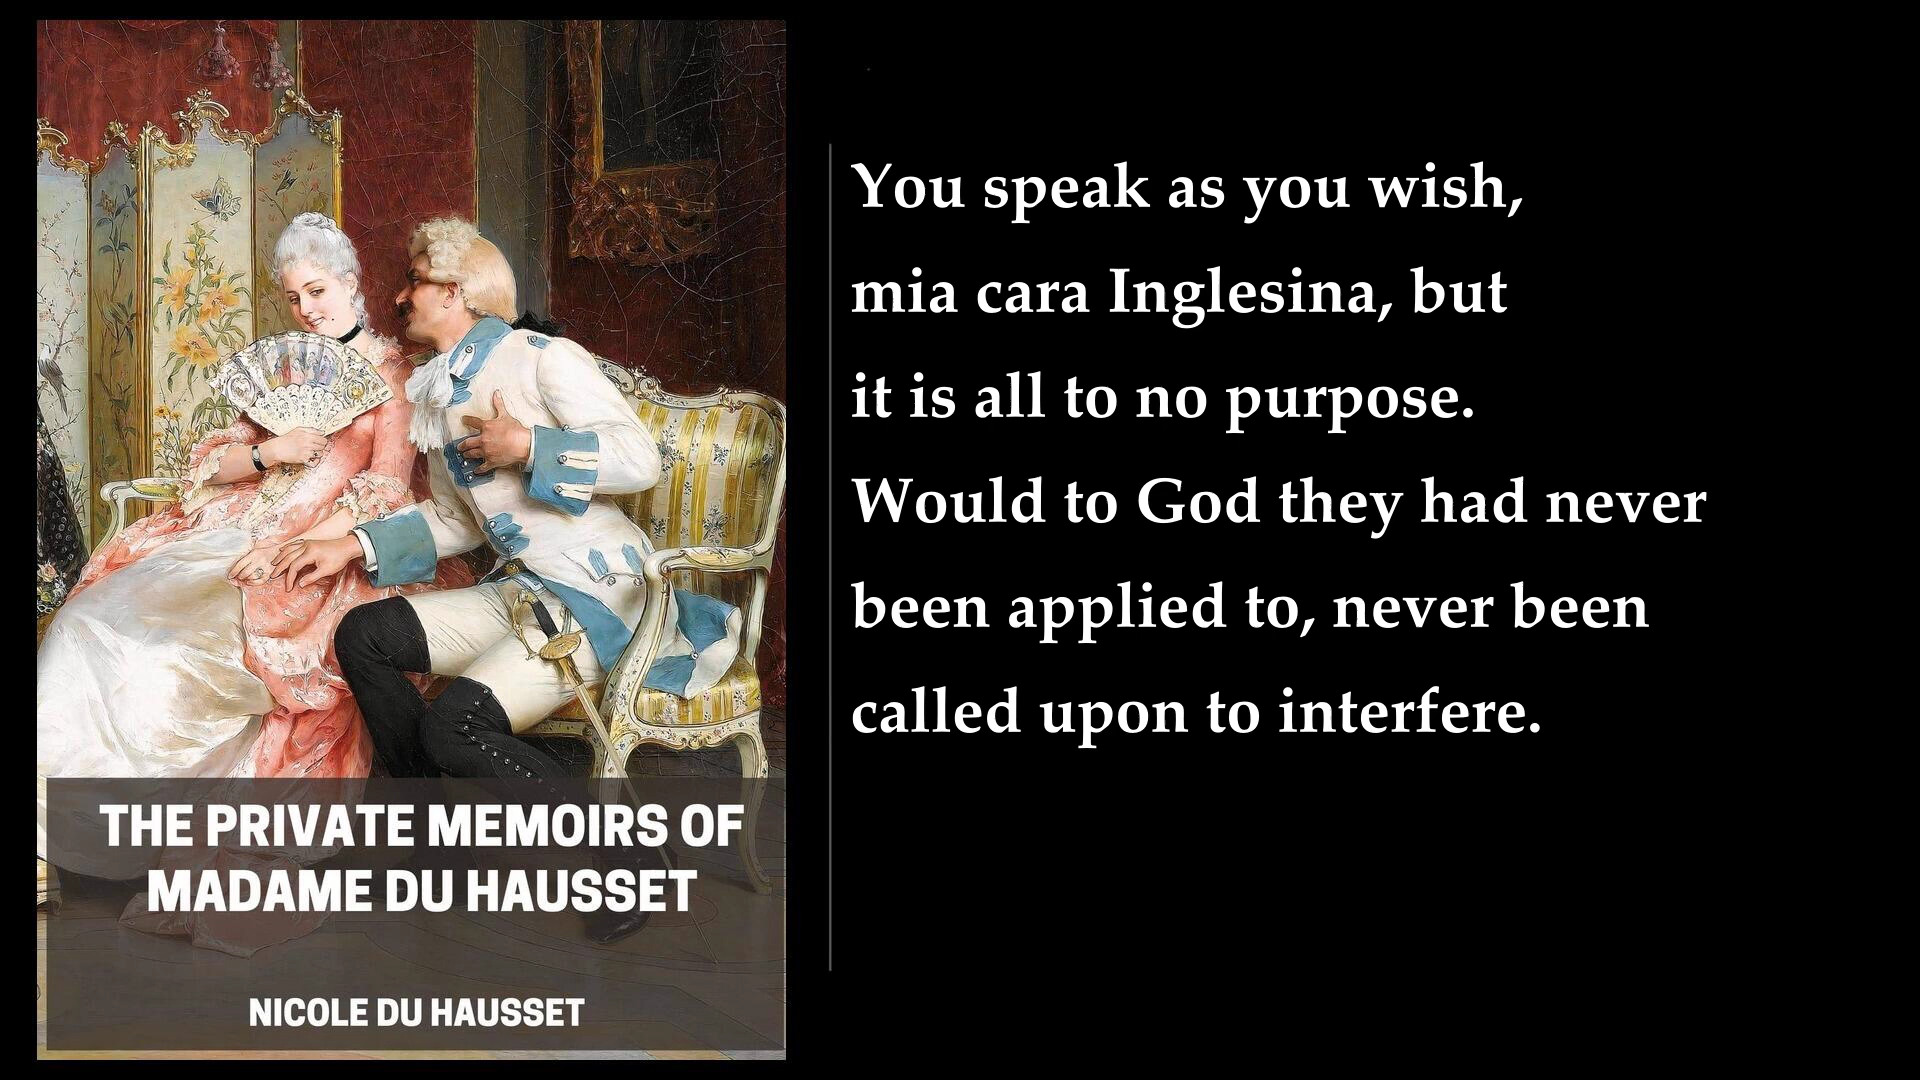 THE PRIVATE MEMOIRS OF
MADAME DU HAUSSET
NICOLE DU HAUSSET
You speak as you wish,
mia cara Inglesina, but
it is all to no purpose.
Would to God they had never
been applied to, never been
called upon to interfere.